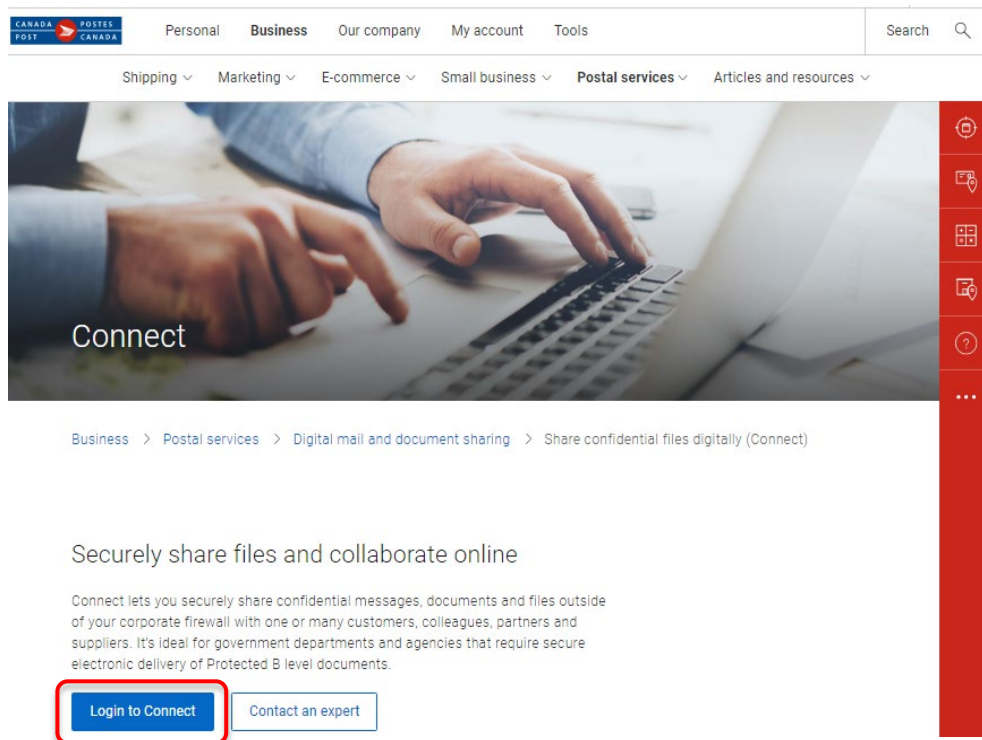 CANADA POSTES
POST CANADA
Personal Business Our company My account Tools Search
Shipping Marketing E-commerce Small business Postal services Articles and resources
Connect
Business > Postal services > Digital mail and document sharing > Share confidential files digitally (Connect)
Securely share files and collaborate online
Connect lets you securely share confidential messages, documents and files outside
of your corporate firewall with one or many customers, colleagues, partners and
suppliers. It's ideal for government departments and agencies that require secure
electronic delivery of Protected B level documents.
Login to Connect Contact an expert